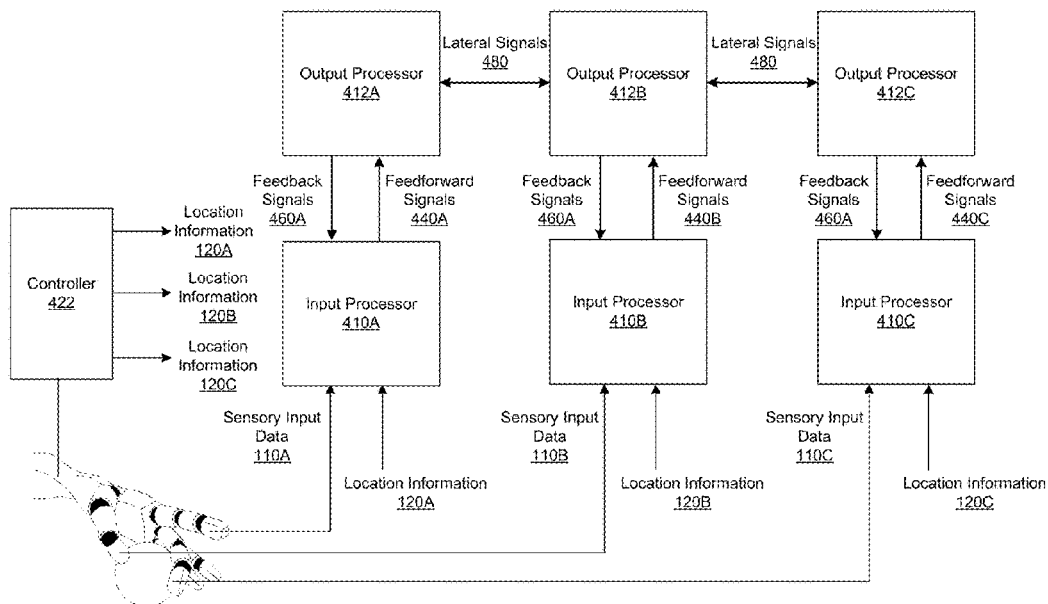 Lateral Signals
480
Lateral Signals
480
Output Processor
412A
Output Processor
412B
Output Processor
412C
Feedback
Signals
460A
Feedforward
Signals
440A
Feedback
Signals
460A
Feedforward
Signals
440B
Feedback
Signals
460A
Feedforward
Signals
440C
Controller
422
Location
Information
120A
Location
Information
120B
Location
Information
120C
Input Processor
410A
Input Processor
410B
Input Processor
410C
Sensory Input
Data
110A
Location Information
120A
Sensory Input
Data
110B
Location Information
120B
Sensory Input
Data
110C
Location Information
120C